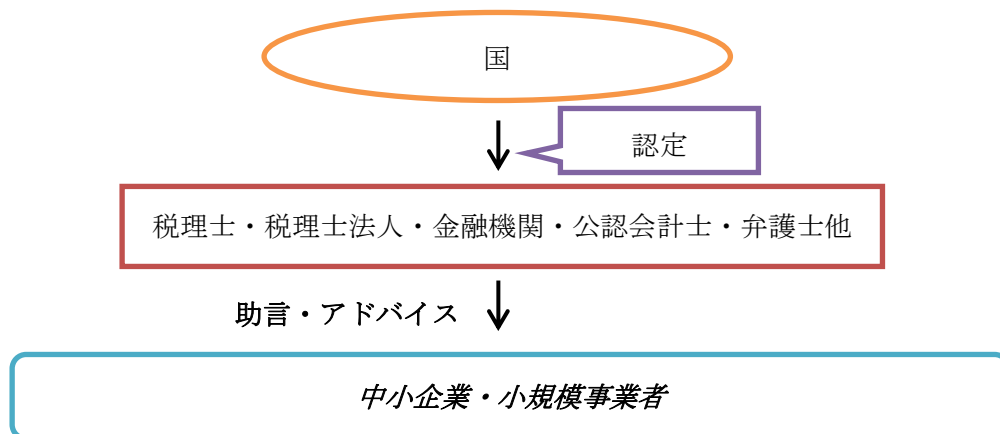 国
認定
税理士・税理士法人・金融機関・公認会計士・弁護士他
助言・アドバイス
中小企業・小規模事業者